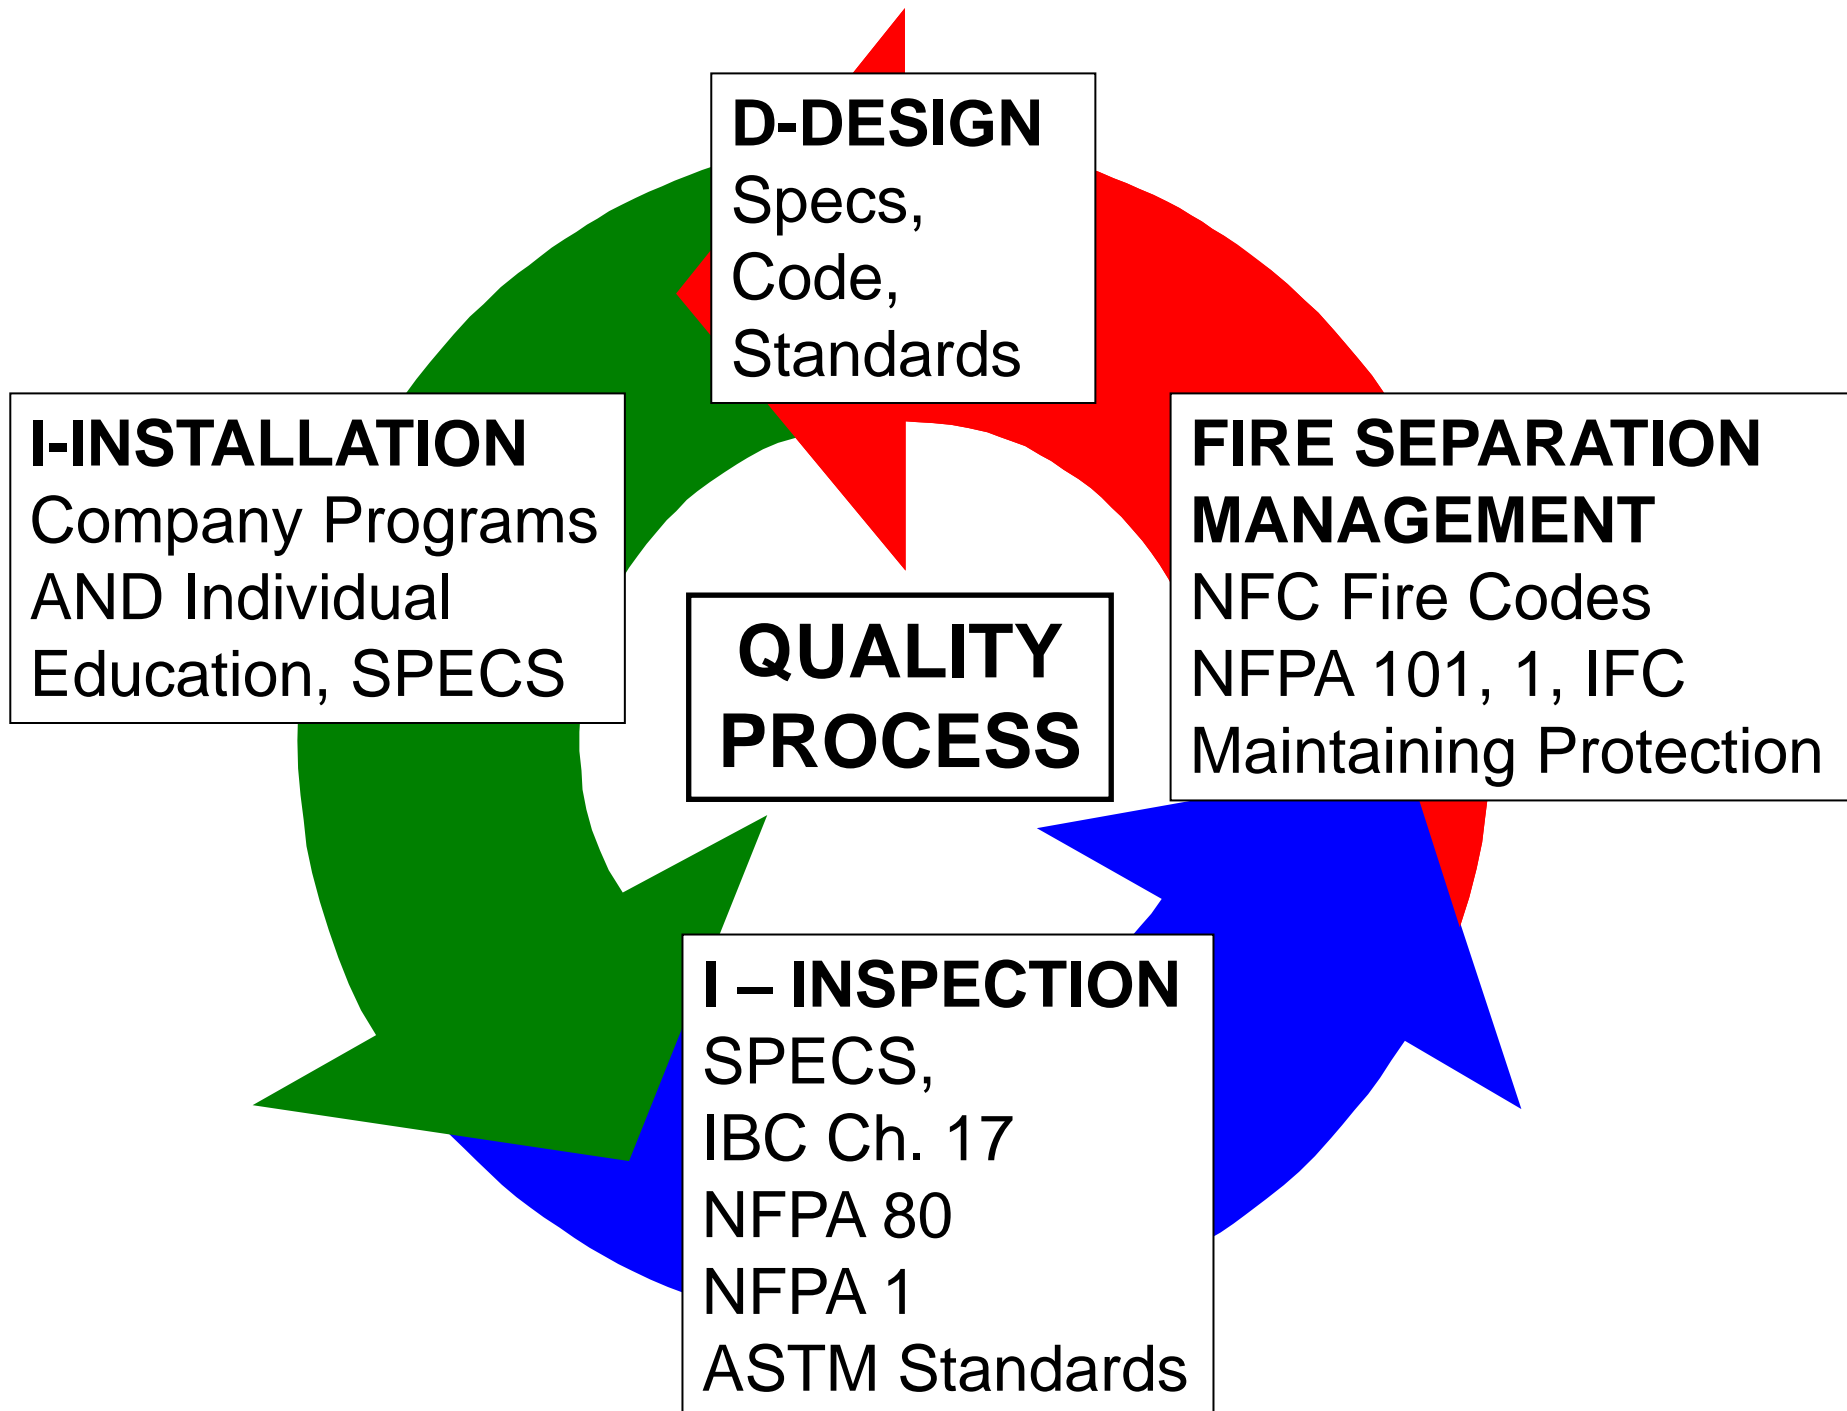 D-DESIGN
Specs,
Code,
Standards
I-INSTALLATION
Company Programs
AND Individual
Education, SPECS
FIRE SEPARATION
MANAGEMENT
NFC Fire Codes
NFPA 101, 1, IFC
Maintaining Protection
QUALITY
PROCESS
I – INSPECTION
SPECS,
IBC Ch. 17
NFPA 80
NFPA 1
ASTM Standards